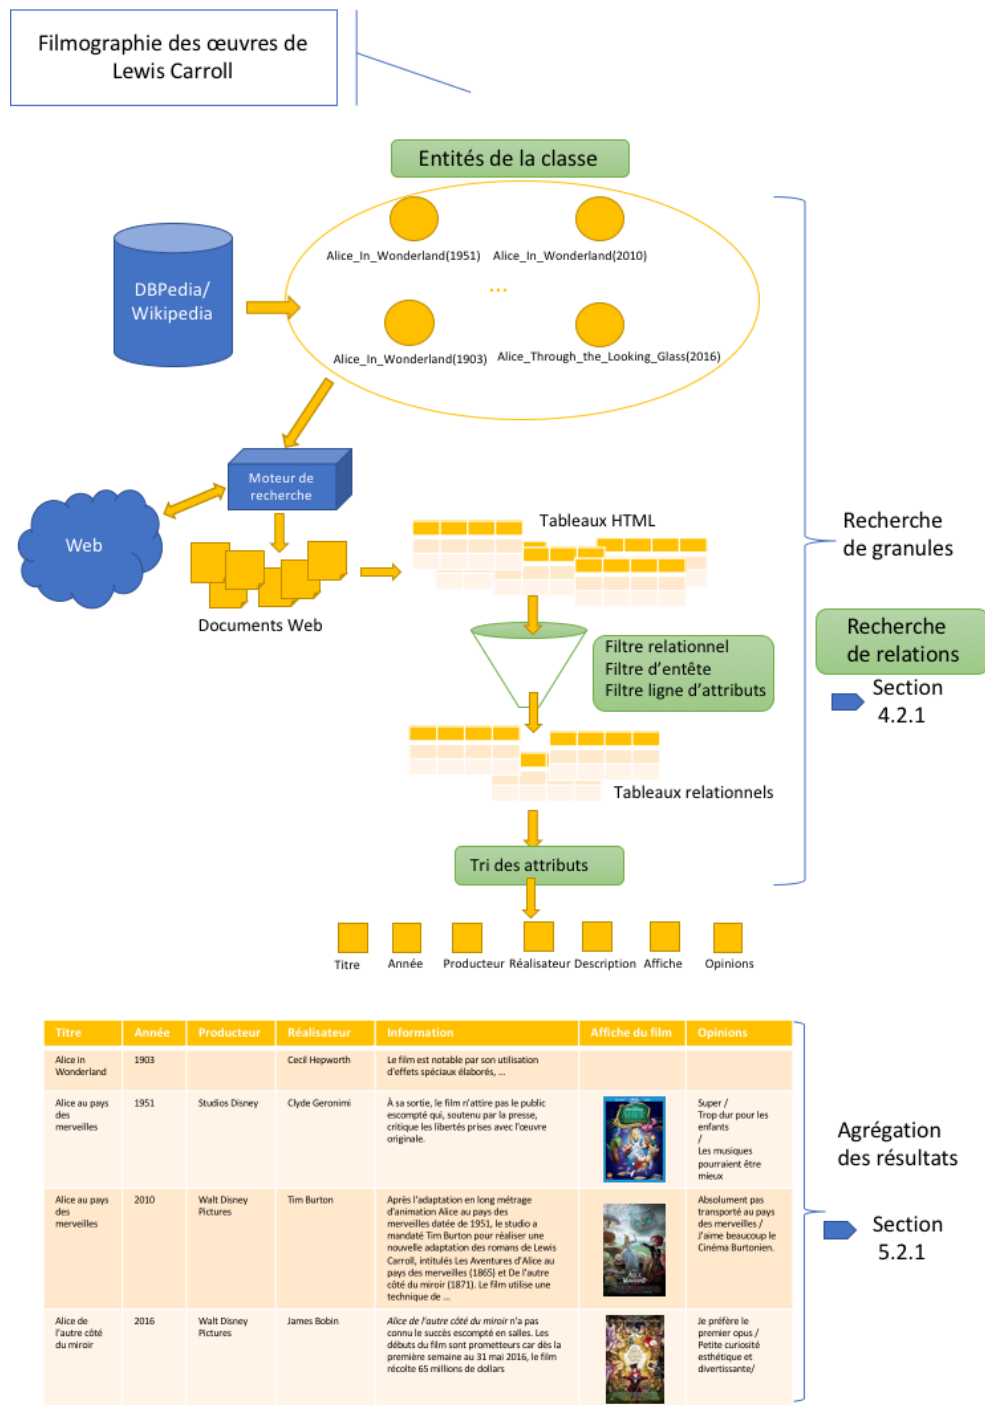 Filmographie des œuvres de
Lewis Carroll
Entités de la classe
DBPedia/
Wikipedia
Alice_In_Wonderland(1951)
Alice_In_Wonderland(2010)
...
Alice_In_Wonderland(1903)
Alice_Through_the_Looking_Glass(2016)
Moteur de
recherche
Web
Documents Web
Tableaux HTML
Recherche
de granules
Filtre relationnel
Filtre d'entête
Filtre ligne d'attributs
Recherche
de relations
Section
4.2.1
Tableaux relationnels
Tri des attributs
Titre
Année
Producteur
Réalisateur
Description
Affiche
Opinions
Titre
Année
Producteur
Réalisateur
Information
Affiche du film
Opinions
Alice in
Wonderland
1903
Cecil Hepworth
Le film est notable par son utilisation
d'effets spéciaux élaborés, ...
Alice au pays
des
merveilles
1951
Studios Disney
Clyde Geronimi
À sa sortie, le film n'attire pas le public
escompté qui, soutenu par la presse,
critique les libertés prises avec l'œuvre
originale.
Super /
Trop dur pour les
enfants
/
Les musiques
pourraient être
mieux
Alice au pays
des
merveilles
2010
Walt Disney
Pictures
Tim Burton
Après l'adaptation en long métrage
d'animation Alice au pays des
merveilles datée de 1951, le studio a
mandaté Tim Burton pour réaliser une
nouvelle adaptation des romans de Lewis
Carroll, intitulés Les Aventures d'Alice au
pays des merveilles (1865) et De l'autre
côté du miroir (1871). Le film utilise une
technique de ...
Absolument pas
transporté au pays
des merveilles /
J'aime beaucoup le
Cinéma Burtonien.
Alice de
l'autre côté
du miroir
2016
Walt Disney
Pictures
James Bobin
Alice de l'autre côté du miroir n'a pas
connu le succès escompté en salles. Les
débuts du film sont prometteurs car dès la
première semaine au 31 mai 2016, le film
récolte 65 millions de dollars
Je préfère le
premier opus /
Petite curiosité
esthétique et
divertissante/
Agrégation
des résultats
Section
5.2.1